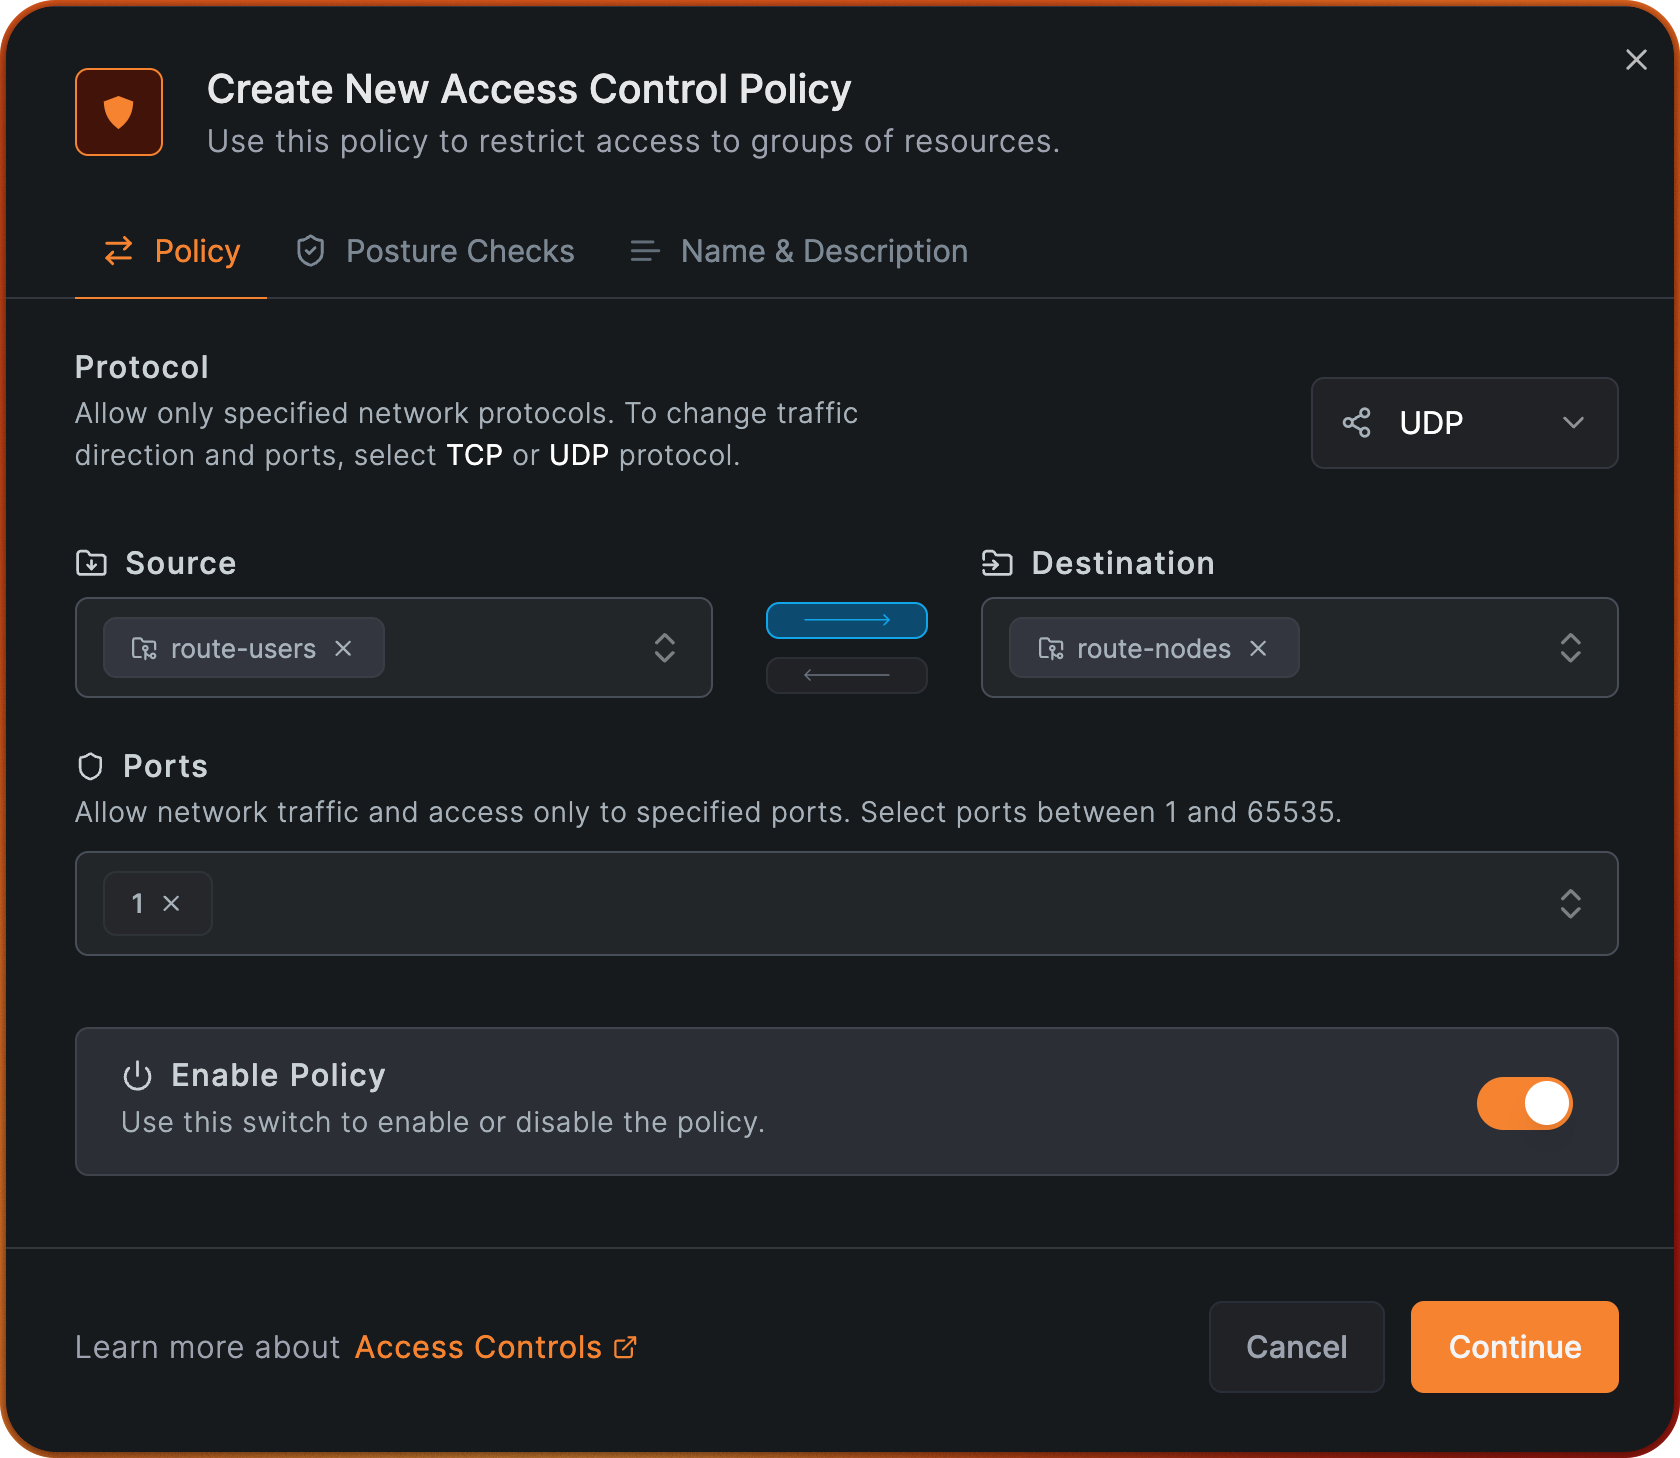 Create New Access Control Policy
Use this policy to restrict access to groups of resources.
Policy
Posture Checks
Name & Description
Protocol
Allow only specified network protocols. To change traffic
direction and ports, select TCP or UDP protocol.
UDP
Source
Destination
route-users
route-nodes
Ports
Allow network traffic and access only to specified ports. Select ports between 1 and 65535.
1
Enable Policy
Use this switch to enable or disable the policy.
Learn more about Access Controls
Cancel
Continue